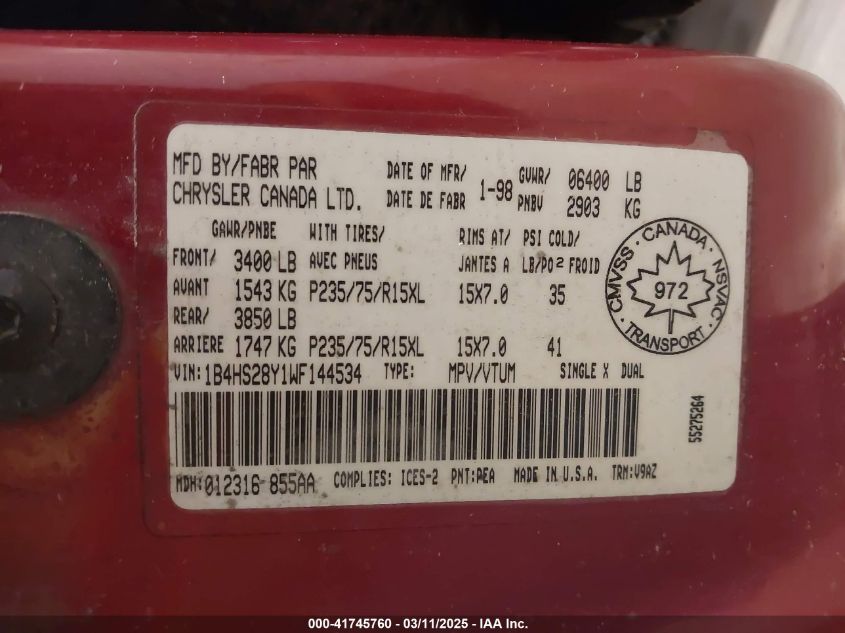 MFD BY/FABR PAR DATE OF MFR/ GVWR/ 06400 LB
CHRYSLER CANADA LTD. DATE DE FABR 1-98 PNBV 2903 KG
GAWR/PNBE WITH TIRES/ RIMS AT/ PSI COLD/
FRONT/ 3400 LB AVEC PNEUS JANTES A LB/PO² FROID
AVANT 1543 KG P235/75/R15XL 15X7.0 35
REAR/ 3850 LB
ARRIERE 1747 KG P235/75/R15XL 15X7.0 41
VIN: 1B4HS28Y1WF144534 TYPE: MPV/VTUM SINGLE X DUAL
MDH: 012316 855AA COMPLIES: ICES-2 PNT:PEA MADE IN U.S.A. TRM:V9AZ
55275264
CMVSS · CANADA · NSVAC
972
· TRANSPORT ·
000-41745760 - 03/11/2025 - IAA Inc.